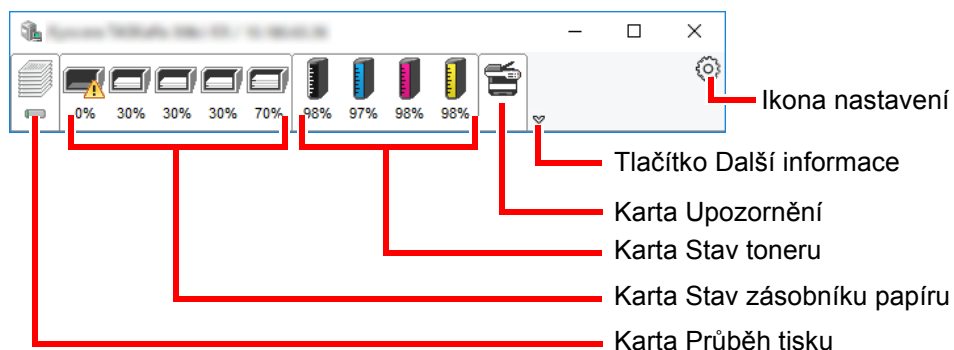 0% 30% 30% 30% 70% 98% 97% 98% 98%
Ikona nastavení
Tlačítko Další informace
Karta Upozornění
Karta Stav toneru
Karta Stav zásobníku papíru
Karta Průběh tisku